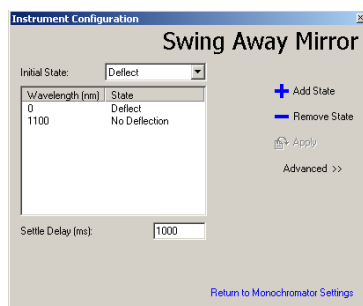 Instrument Configuration
Swing Away Mirror
Initial State: Deflect
Wavelength (nm) State
0 Deflect
1100 No Deflection
Add State
Remove State
Apply
Advanced >>
Settle Delay (ms): 1000
Return to Monochromator Settings